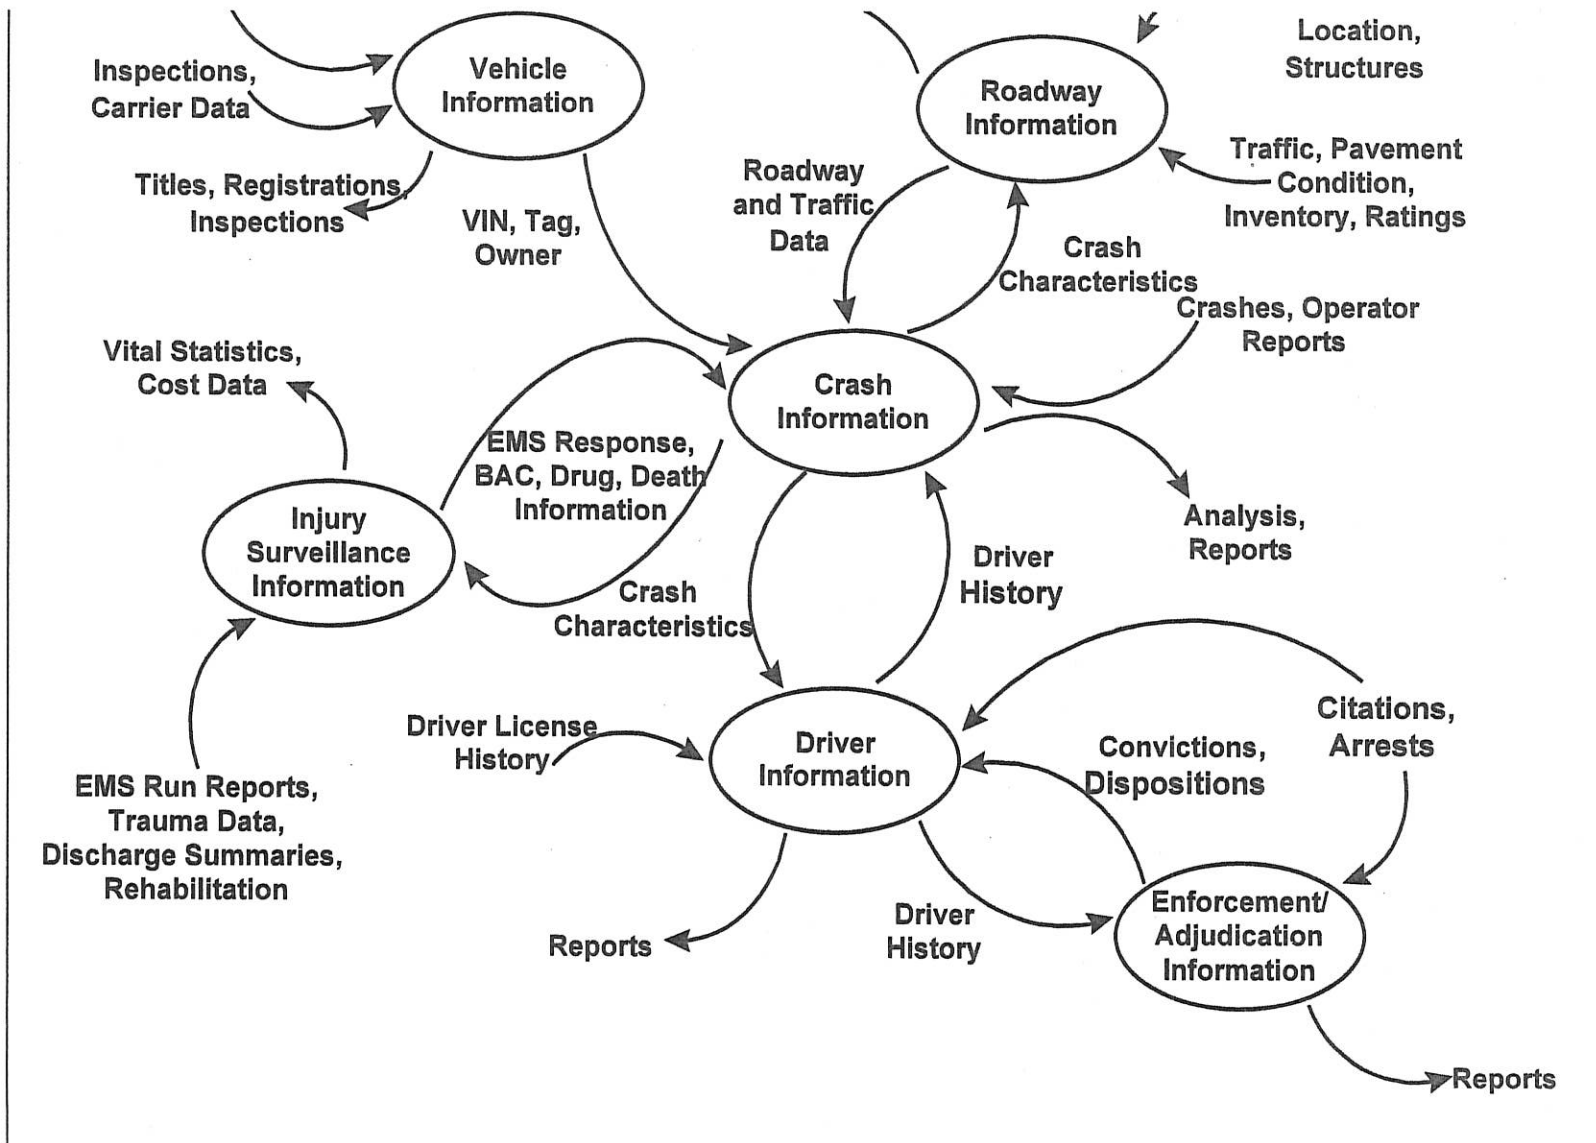 Location,
Structures
Inspections,
Carrier Data
Vehicle
Information
Roadway
Information
Traffic, Pavement
Condition,
Inventory, Ratings
Titles, Registrations,
Inspections
VIN, Tag,
Owner
Roadway
and Traffic
Data
Crash
Characteristics
Crashes, Operator
Reports
Vital Statistics,
Cost Data
Crash
Information
EMS Response,
BAC, Drug, Death
Information
Analysis,
Reports
Injury
Surveillance
Information
Driver
History
Crash
Characteristics
Driver License
History
Driver
Information
Convictions,
Dispositions
Citations,
Arrests
EMS Run Reports,
Trauma Data,
Discharge Summaries,
Rehabilitation
Reports
Driver
History
Enforcement/
Adjudication
Information
Reports